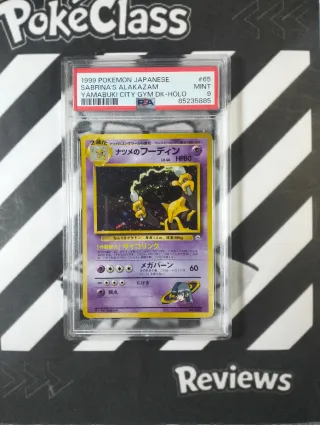 PokéClass
1999 POKEMON JAPANESE #65
SABRINA'S ALAKAZAM MINT
YAMABUKI CITY GYM DK-HOLO 9
PSA 85235885
ナツメのフーディン
HP80
サイコリンク
メガバーン 60
Reviews